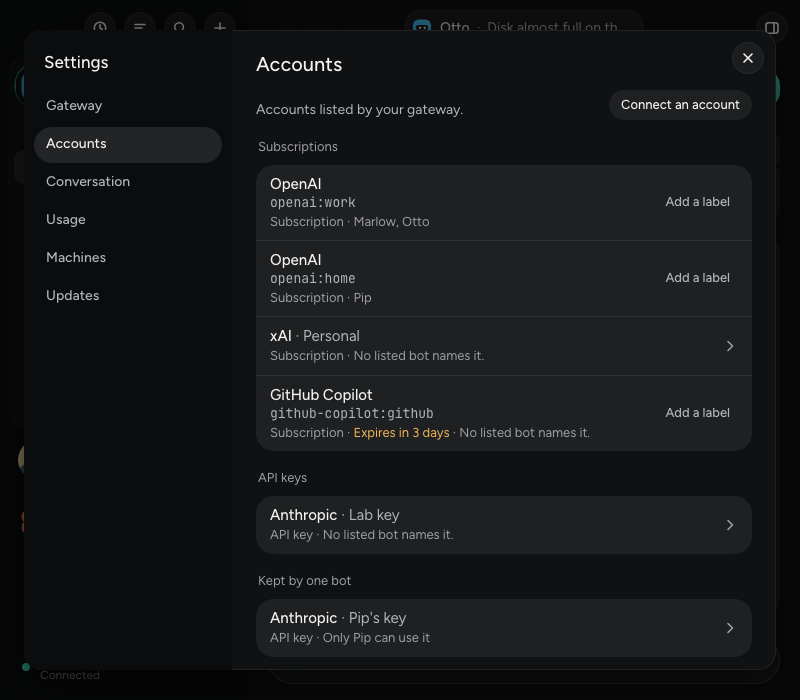 Otto · Disk almost full on th
Settings
Gateway
Accounts
Conversation
Usage
Machines
Updates
Accounts
Accounts listed by your gateway.
Connect an account
Subscriptions
OpenAI
openai:work
Subscription · Marlow, Otto
Add a label
OpenAI
openai:home
Subscription · Pip
Add a label
xAI · Personal
Subscription · No listed bot names it.
GitHub Copilot
github-copilot:github
Subscription · Expires in 3 days · No listed bot names it.
Add a label
API keys
Anthropic · Lab key
API key · No listed bot names it.
Kept by one bot
Anthropic · Pip's key
API key · Only Pip can use it
Connected